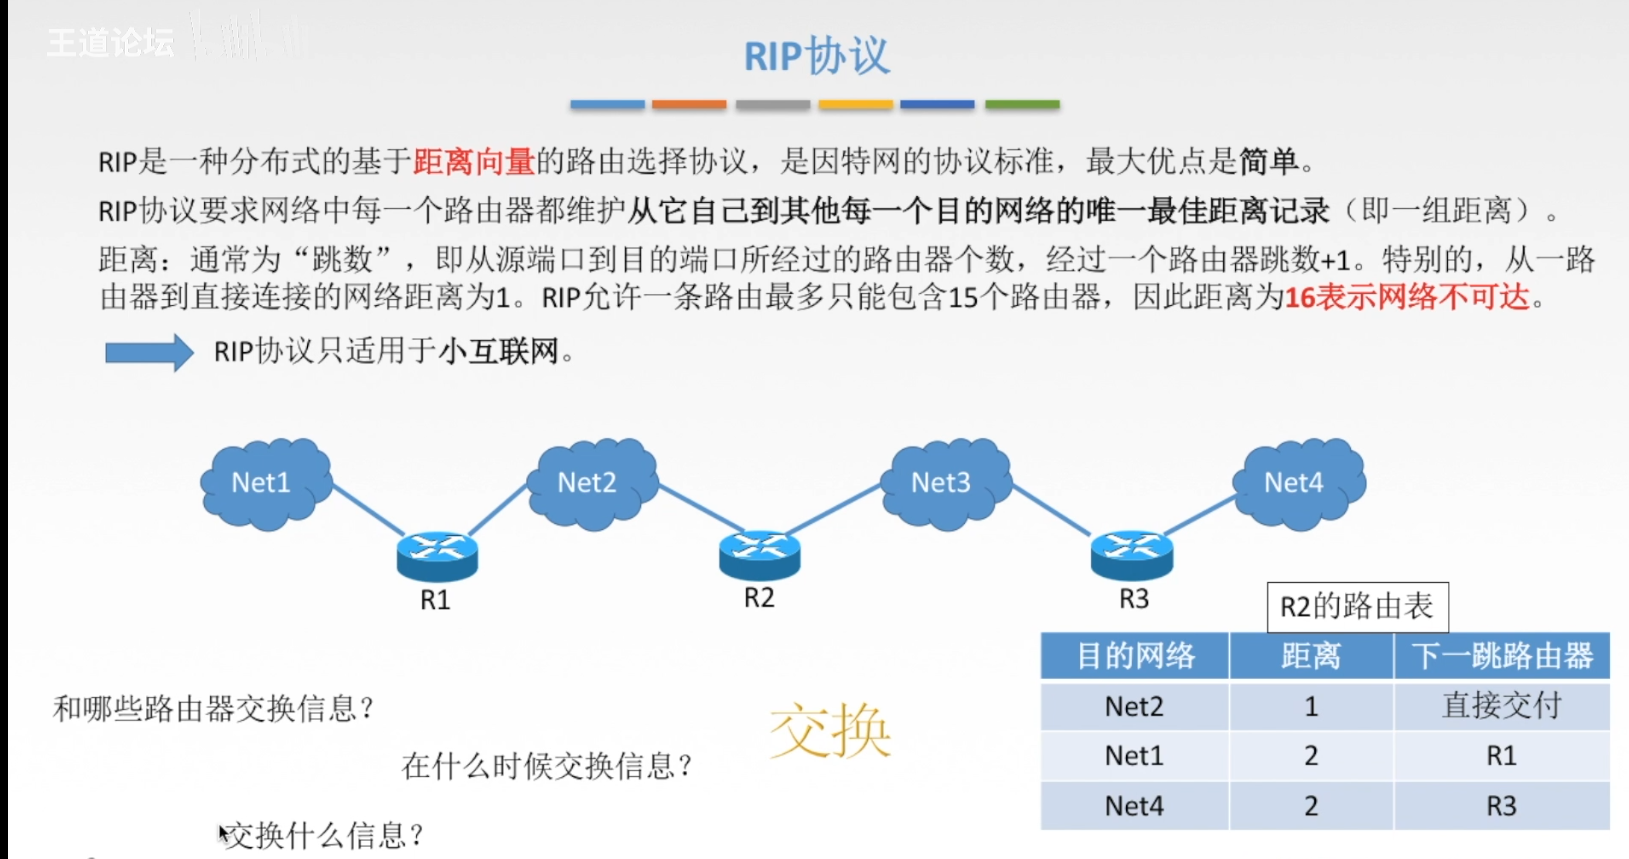 王道论坛
RIP协议
RIP是一种分布式的基于距离向量的路由选择协议，是因特网的协议标准，最大优点是简单。
RIP协议要求网络中每一个路由器都维护从它自己到其他每一个目的网络的唯一最佳距离记录（即一组距离）。
距离：通常为“跳数”，即从源端口到目的端口所经过的路由器个数，经过一个路由器跳数+1。特别的，从一路
由器到直接连接的网络距离为1。RIP允许一条路由最多只能包含15个路由器，因此距离为16表示网络不可达。
RIP协议只适用于小互联网。
Net1 Net2 Net3 Net4
R1 R2 R3
R2的路由表
目的网络 距离 下一跳路由器
Net2 1 直接交付
Net1 2 R1
Net4 2 R3
和哪些路由器交换信息？
交换
在什么时候交换信息？
交换什么信息？